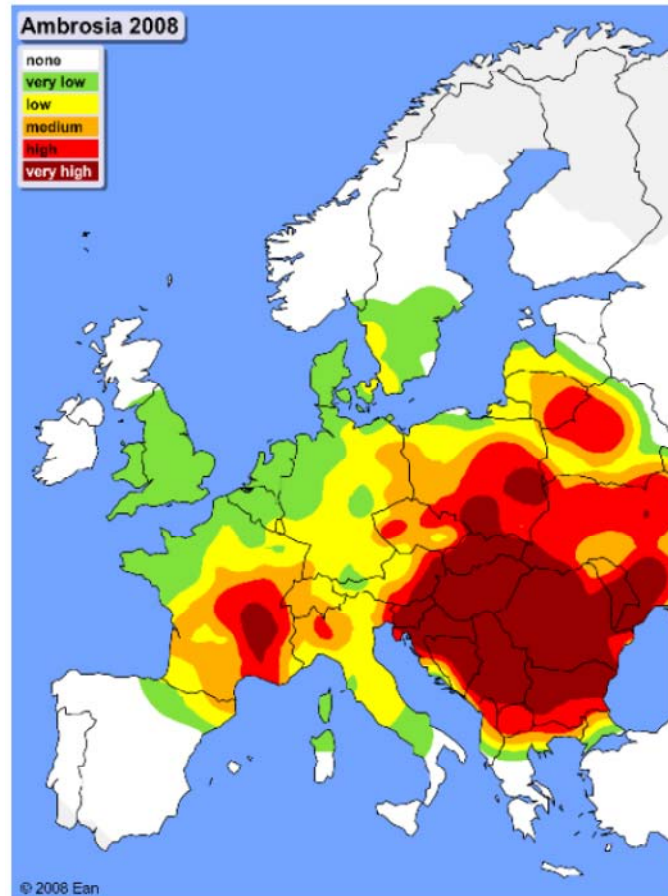 Ambrosia 2008
none
very low
low
medium
high
very high
© 2008 Ean